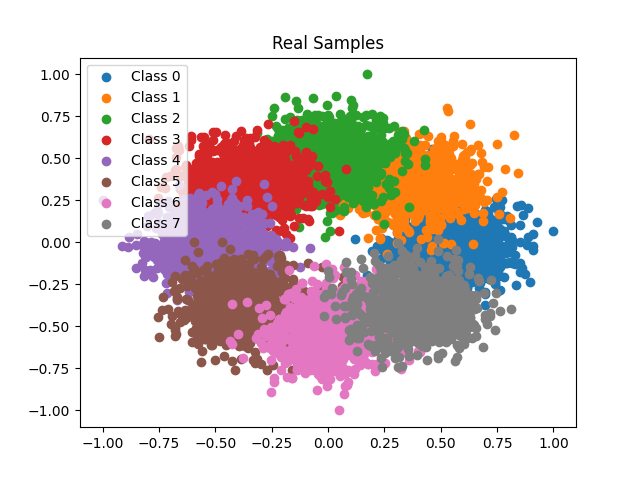 Real Samples
1.00
0.75
0.50
0.25
0.00
−0.25
−0.50
−0.75
−1.00
Class 0
Class 1
Class 2
Class 3
Class 4
Class 5
Class 6
Class 7
−1.00 −0.75 −0.50 −0.25 0.00 0.25 0.50 0.75 1.00